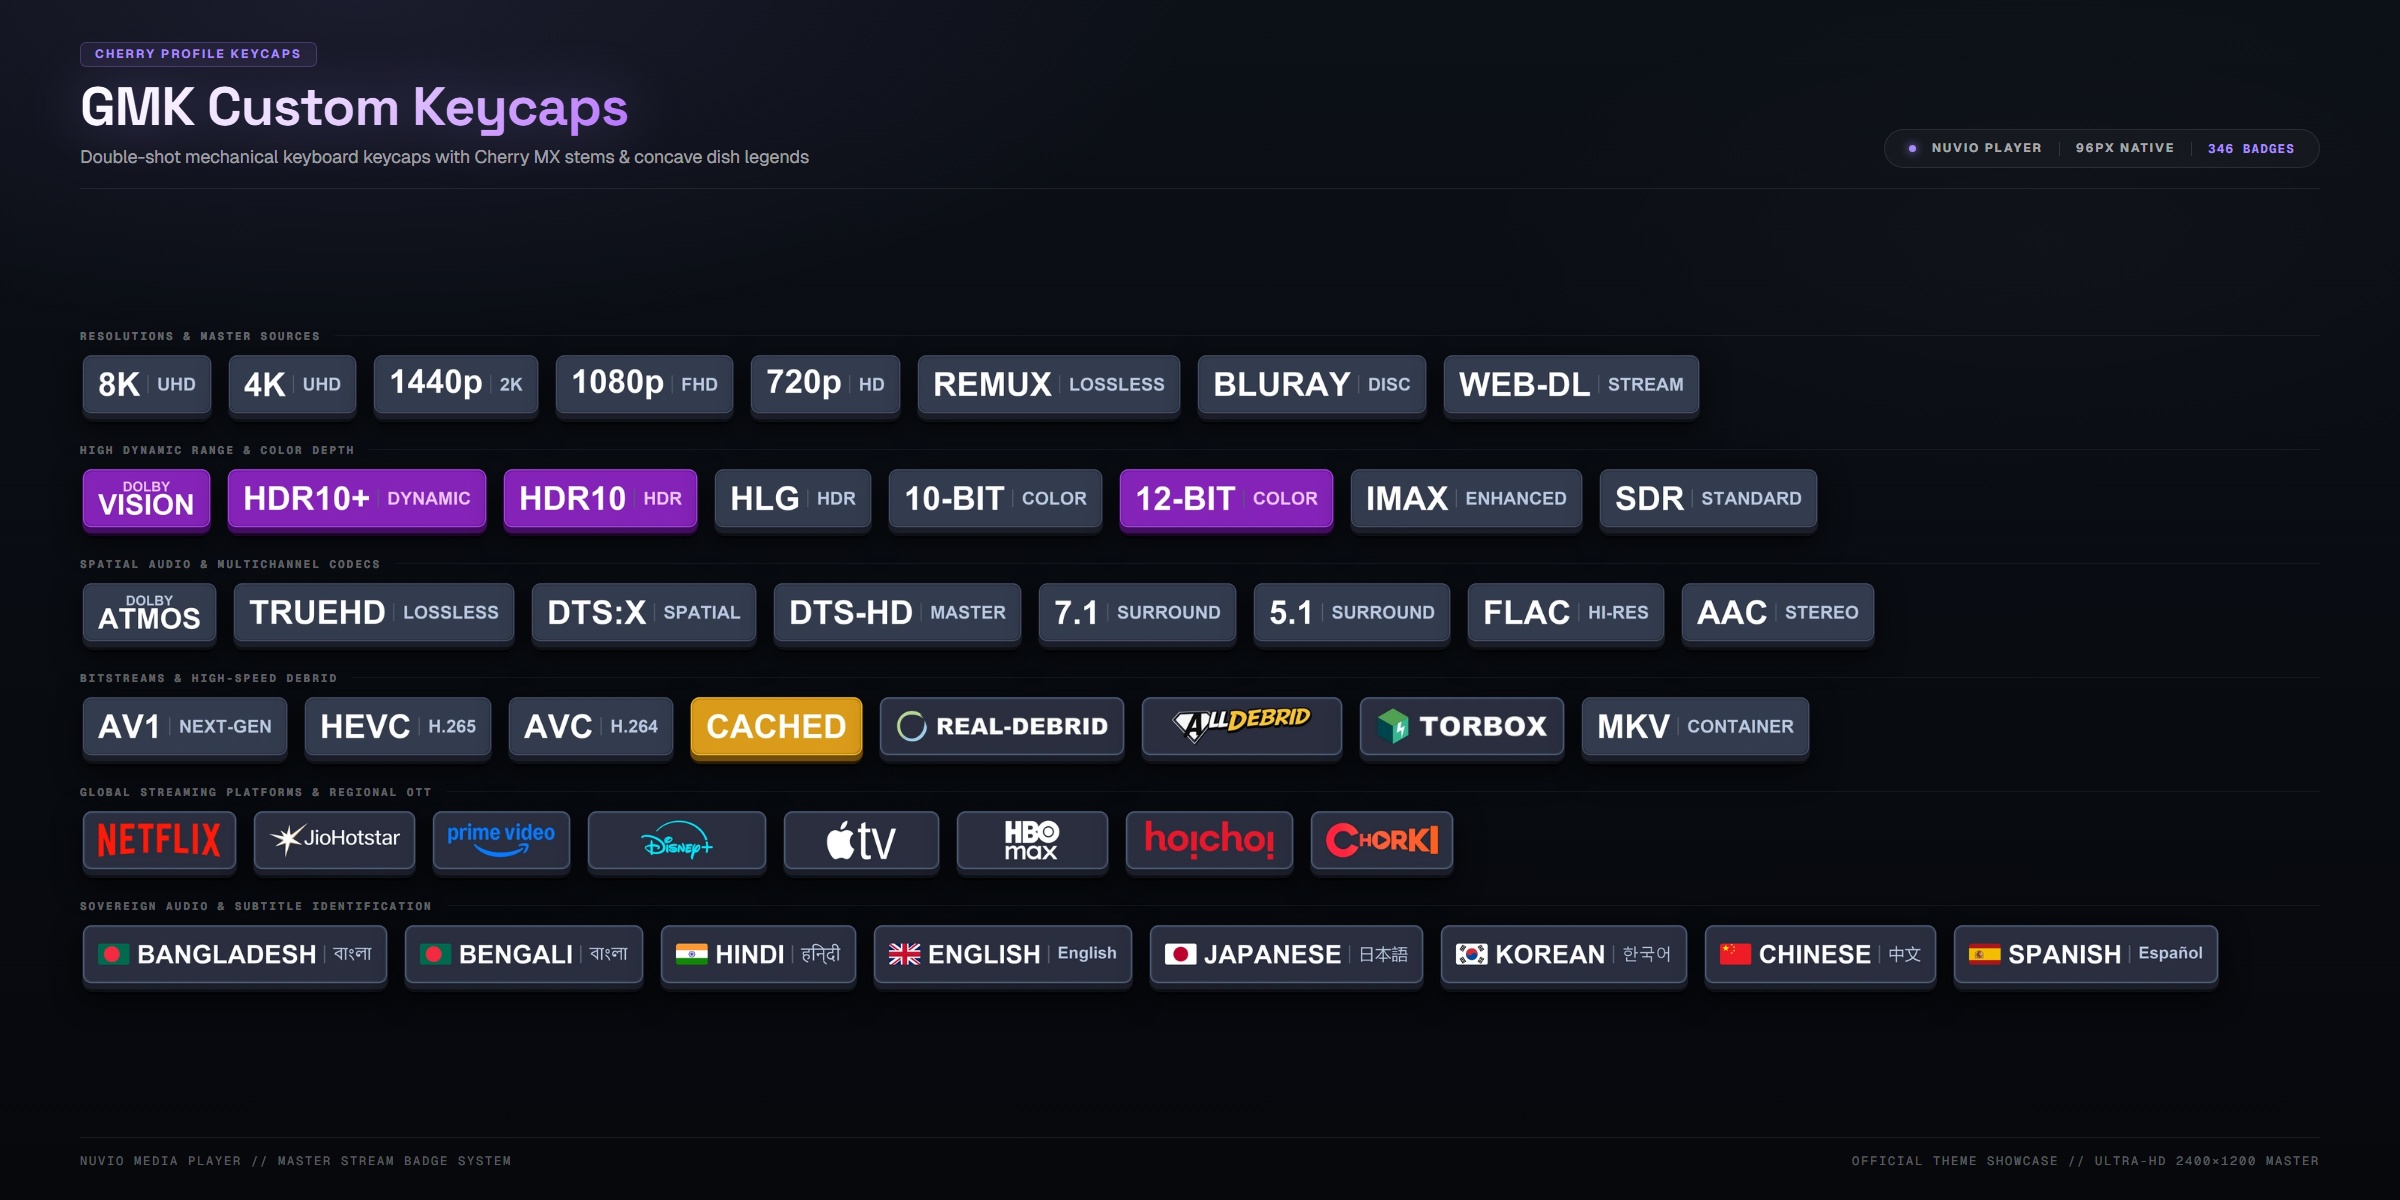 CHERRY PROFILE KEYCAPS
GMK Custom Keycaps
Double-shot mechanical keyboard keycaps with Cherry MX stems & concave dish legends
NUVIO PLAYER | 96PX NATIVE | 346 BADGES
RESOLUTIONS & MASTER SOURCES
8K | UHD 4K | UHD 1440p | 2K 1080p | FHD 720p | HD REMUX | LOSSLESS BLURAY | DISC WEB-DL | STREAM
HIGH DYNAMIC RANGE & COLOR DEPTH
DOLBY VISION HDR10+ | DYNAMIC HDR10 | HDR HLG | HDR 10-BIT | COLOR 12-BIT | COLOR IMAX | ENHANCED SDR | STANDARD
SPATIAL AUDIO & MULTICHANNEL CODECS
DOLBY ATMOS TRUEHD | LOSSLESS DTS:X | SPATIAL DTS-HD | MASTER 7.1 | SURROUND 5.1 | SURROUND FLAC | HI-RES AAC | STEREO
BITSTREAMS & HIGH-SPEED DEBRID
AV1 | NEXT-GEN HEVC | H.265 AVC | H.264 CACHED REAL-DEBRID ALLDEBRID TORBOX MKV | CONTAINER
GLOBAL STREAMING PLATFORMS & REGIONAL OTT
NETFLIX JioHotstar prime video Disney+ tv HBO max hoichoi CHORKI
SOVEREIGN AUDIO & SUBTITLE IDENTIFICATION
BANGLADESH | বাংলা BENGALI | বাংলা HINDI | हिन्दी ENGLISH | English JAPANESE | 日本語 KOREAN | 한국어 CHINESE | 中文 SPANISH | Español
NUVIO MEDIA PLAYER // MASTER STREAM BADGE SYSTEM
OFFICIAL THEME SHOWCASE // ULTRA-HD 2400×1200 MASTER